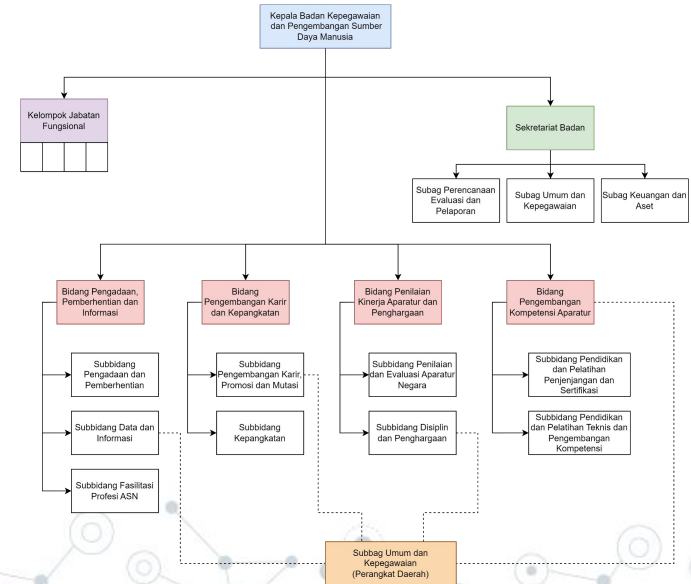 Kepala Badan Kepegawaian
dan Pengembangan Sumber
Daya Manusia
Kelompok Jabatan
Fungsional
Sekretariat Badan
Subag Perencanaan
Evaluasi dan
Pelaporan
Subag Umum dan
Kepegawaian
Subag Keuangan dan
Aset
Bidang Pengadaan,
Pemberhentian dan
Informasi
Bidang
Pengembangan Karir
dan Kepangkatan
Bidang Penilaian
Kinerja Aparatur dan
Penghargaan
Bidang
Pengembangan
Kompetensi Aparatur
Subbidang
Pengadaan dan
Pemberhentian
Subbidang
Pengembangan Karir,
Promosi dan Mutasi
Subbidang Penilaian
dan Evaluasi Aparatur
Negara
Subbidang Pendidikan
dan Pelatihan
Penjenjangan dan
Sertifikasi
Subbidang Data dan
Informasi
Subbidang
Kepangkatan
Subbidang Disiplin
dan Penghargaan
Subbidang Pendidikan
dan Pelatihan Teknis dan
Pengembangan
Kompetensi
Subbidang Fasilitasi
Profesi ASN
Subbag Umum dan
Kepegawaian
(Perangkat Daerah)